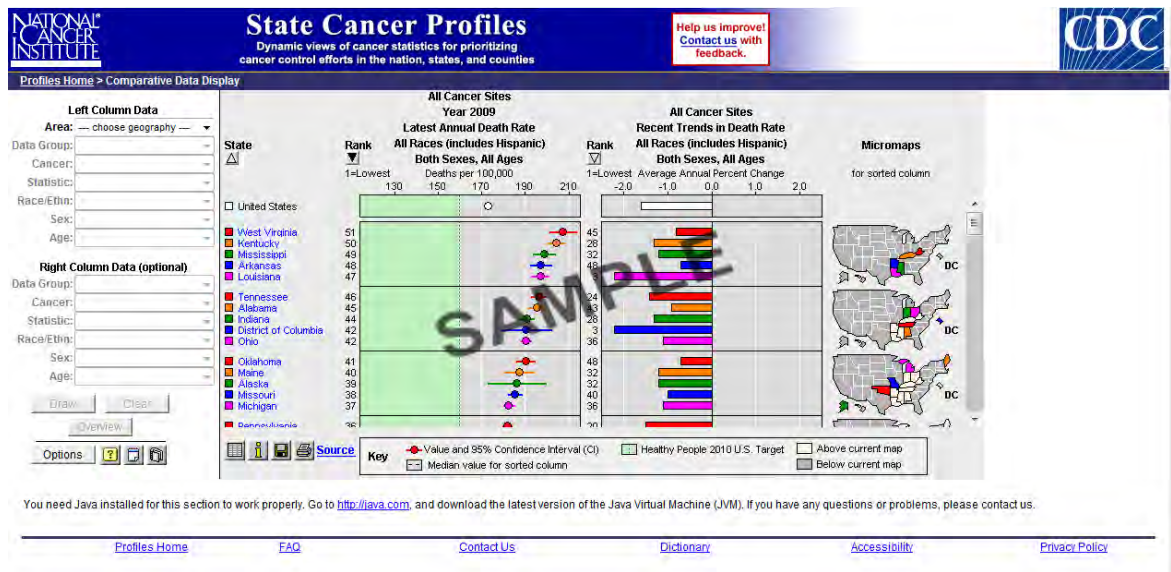 NATIONAL
CANCER
INSTITUTE
State Cancer Profiles
Dynamic views of cancer statistics for prioritizing
cancer control efforts in the nation, states, and counties
Help us improve!
Contact us with
feedback.
CDC
Profiles Home > Comparative Data Display
Left Column Data
Area: — choose geography —
Data Group:
Cancer:
Statistic:
Race/Ethn:
Sex:
Age:
Right Column Data (optional)
Data Group:
Cancer:
Statistic:
Race/Ethn:
Sex:
Age:
Draw Clear
Overview
Options
All Cancer Sites
Year 2009
Latest Annual Death Rate
All Races (includes Hispanic)
Both Sexes, All Ages
Deaths per 100,000
All Cancer Sites
Recent Trends in Death Rate
All Races (includes Hispanic)
Both Sexes, All Ages
Average Annual Percent Change
Micromaps
for sorted column
State Rank Rank
1=Lowest 1=Lowest
130 150 170 190 210 -2.0 -1.0 0.0 1.0 2.0
United States
West Virginia 51 45
Kentucky 50 28
Mississippi 49 32
Arkansas 48 48
Louisiana 47
DC
Tennessee 46 24
Alabama 45
Indiana 44 28
District of Columbia 42 3
Ohio 42 36
DC
Oklahoma 41 48
Maine 40 32
Alaska 39 32
Missouri 38 40
Michigan 37 36
DC
Pennsylvania 36 20
SAMPLE
Source
Key
Value and 95% Confidence Interval (CI)
Median value for sorted column
Healthy People 2010 U.S. Target
Above current map
Below current map
You need Java installed for this section to work properly. Go to http://java.com, and download the latest version of the Java Virtual Machine (JVM). If you have any questions or problems, please contact us.
Profiles Home FAQ Contact Us Dictionary Accessibility Privacy Policy